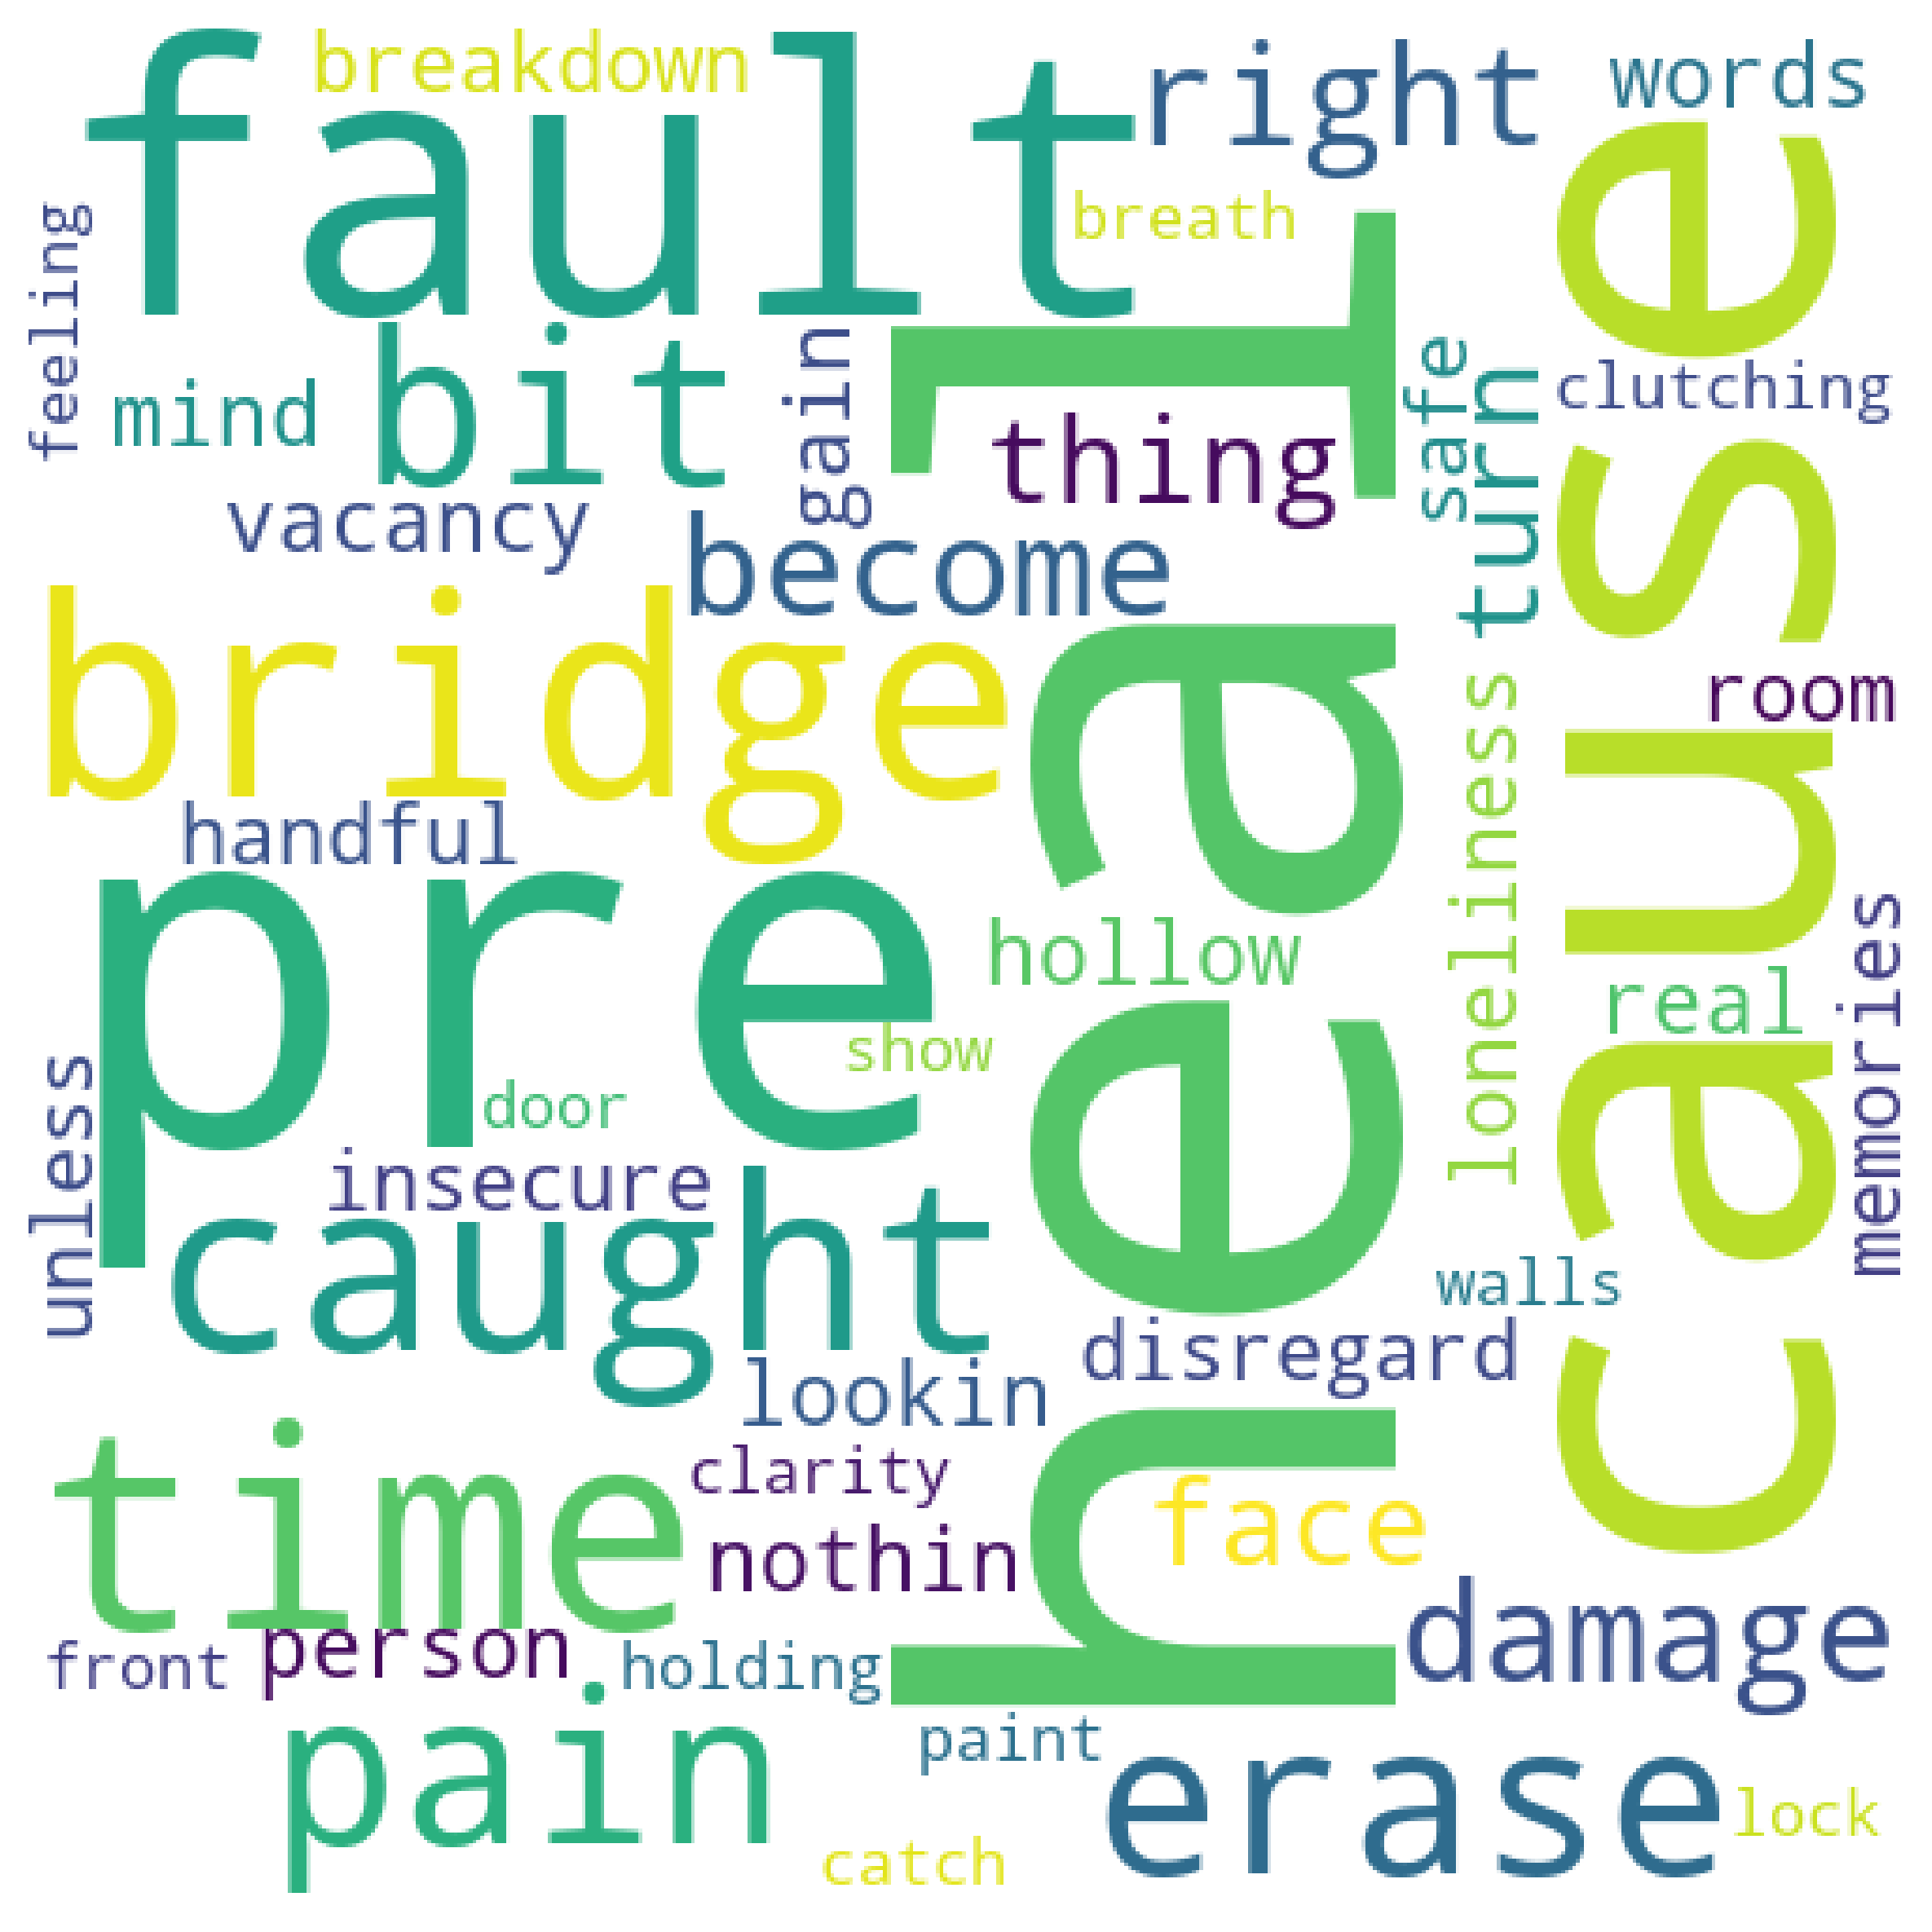 fault
breakdown
right
words
breath
feeling
bit
mind
gain
thing
safe
turn
clutching
vacancy
become
heal
cause
bridge
room
handful
loneliness
pre
hollow
memories
real
show
door
unless
insecure
caught
walls
disregard
lookin
time
clarity
face
nothin
damage
person
front
holding
pain
paint
erase
lock
catch